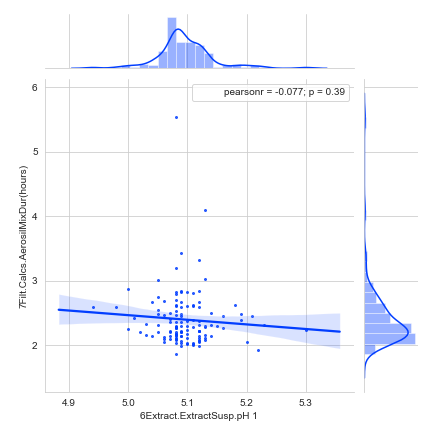 pearsonr = -0.077; p = 0.39
6
5
4
3
2
7Filt.Calcs.AerosilMixDur(hours)
4.9 5.0 5.1 5.2 5.3
6Extract.ExtractSusp.pH 1